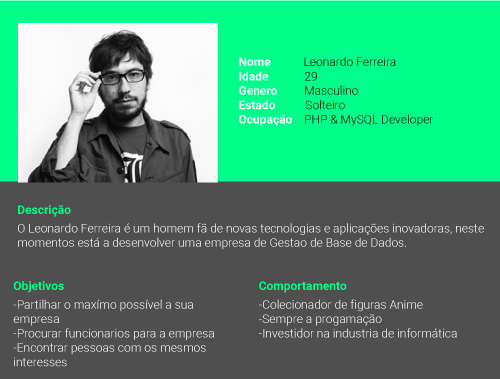 Nome Leonardo Ferreira
Idade 29
Genero Masculino
Estado Solteiro
Ocupação PHP & MySQL Developer
Descrição
O Leonardo Ferreira é um homem fã de novas tecnologias e aplicações inovadoras, neste
momentos está a desenvolver uma empresa de Gestao de Base de Dados.
Objetivos
-Partilhar o maxímo possível a sua
empresa
-Procurar funcionarios para a empresa
-Encontrar pessoas com os mesmos
interesses
Comportamento
-Colecionador de figuras Anime
-Sempre a progamação
-Investidor na industria de informática